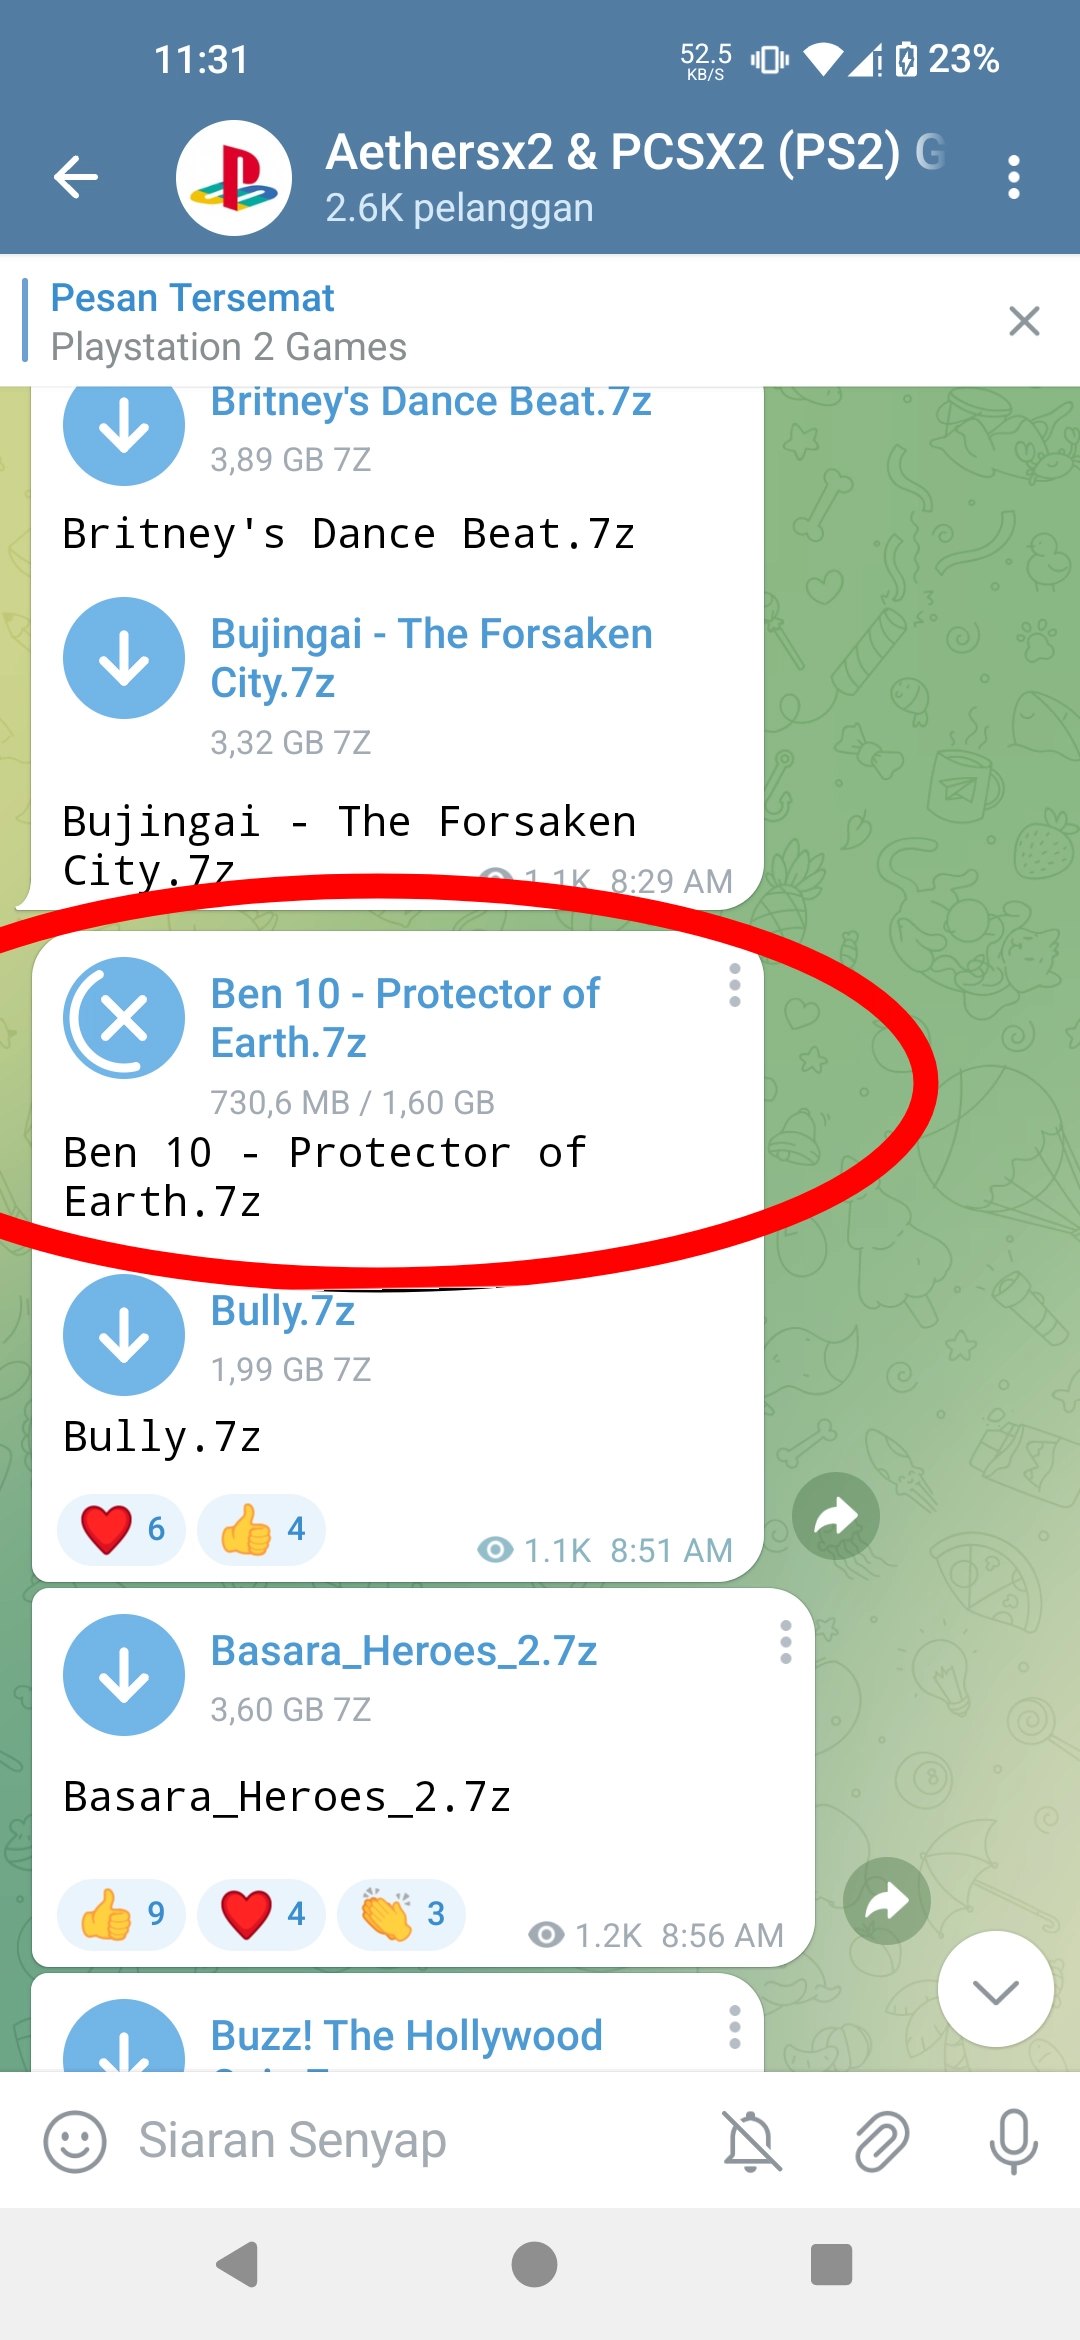 11:31
52.5
KB/S
23%
Aethersx2 & PCSX2 (PS2) G
2.6K pelanggan
Pesan Tersemat
Playstation 2 Games
Britney's Dance Beat.7z
3,89 GB 7Z
Britney's Dance Beat.7z
Bujingai - The Forsaken
City.7z
3,32 GB 7Z
Bujingai - The Forsaken
City.7z
1.1K 8:29 AM
Ben 10 - Protector of
Earth.7z
730,6 MB / 1,60 GB
Ben 10 - Protector of
Earth.7z
Bully.7z
1,99 GB 7Z
Bully.7z
6 4
1.1K 8:51 AM
Basara_Heroes_2.7z
3,60 GB 7Z
Basara_Heroes_2.7z
9 4 3
1.2K 8:56 AM
Buzz! The Hollywood
Siaran Senyap